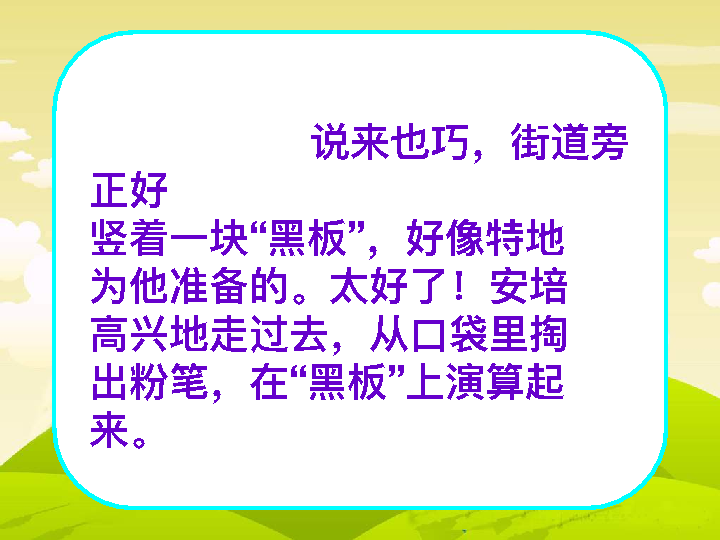 说来也巧，街道旁
正好
竖着一块“黑板”，好像特地
为他准备的。太好了！安培
高兴地走过去，从口袋里掏
出粉笔，在“黑板”上演算起
来。